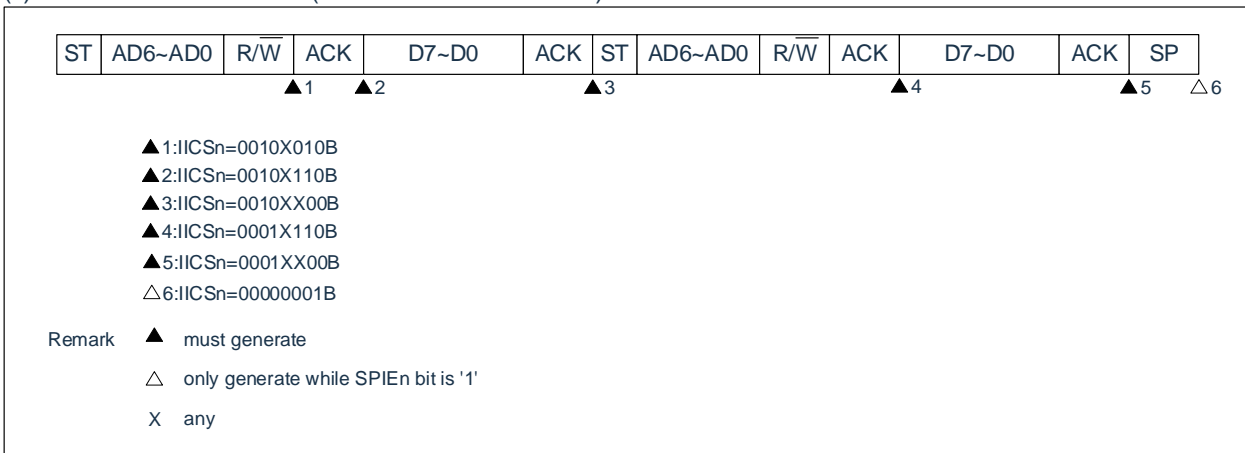 ST AD6~AD0 R/W̅ ACK D7~D0 ACK ST AD6~AD0 R/W̅ ACK D7~D0 ACK SP
▲1 ▲2 ▲3 ▲4 ▲5 △6
▲1:IICSn=0010X010B
▲2:IICSn=0010X110B
▲3:IICSn=0010XX00B
▲4:IICSn=0001X110B
▲5:IICSn=0001XX00B
△6:IICSn=00000001B
Remark ▲ must generate
△ only generate while SPIEn bit is '1'
X any